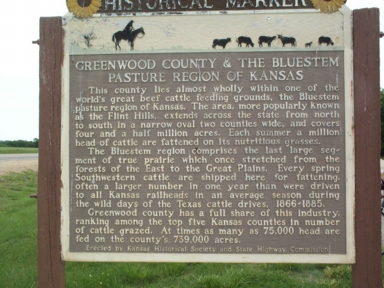 HISTORICAL MARKER
GREENWOOD COUNTY & THE BLUESTEM
PASTURE REGION OF KANSAS
This county lies almost wholly within one of the
world's great beef cattle feeding grounds, the Bluestem
pasture region of Kansas. The area, more popularly known
as the Flint Hills, extends across the state from north
to south in a narrow oval two counties wide, and covers
four and a half million acres. Each summer a million
head of cattle are fattened on its nutritious grasses.
The Bluestem region comprises the last large seg-
ment of true prairie which once stretched from the
forests of the East to the Great Plains. Every spring
Southwestern cattle are shipped here for fattening,
often a larger number in one year than were driven
to all Kansas railheads in an average season during
the wild days of the Texas cattle drives, 1866-1885.
Greenwood county has a full share of this industry,
ranking among the top five Kansas counties in number
of cattle grazed. At times as many as 75,000 head are
fed on the county's 739,000 acres.
Erected by Kansas Historical Society and State Highway Commission